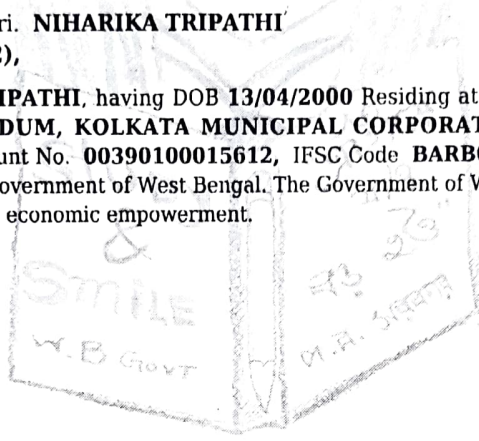 ri. NIHARIKA TRIPATHI
),
IPATHI, having DOB 13/04/2000 Residing at
DUM, KOLKATA MUNICIPAL CORPORAT
unt No. 00390100015612, IFSC Code BARB
overnment of West Bengal. The Government of
economic empowerment.
&
SMILE
W.B GOVT